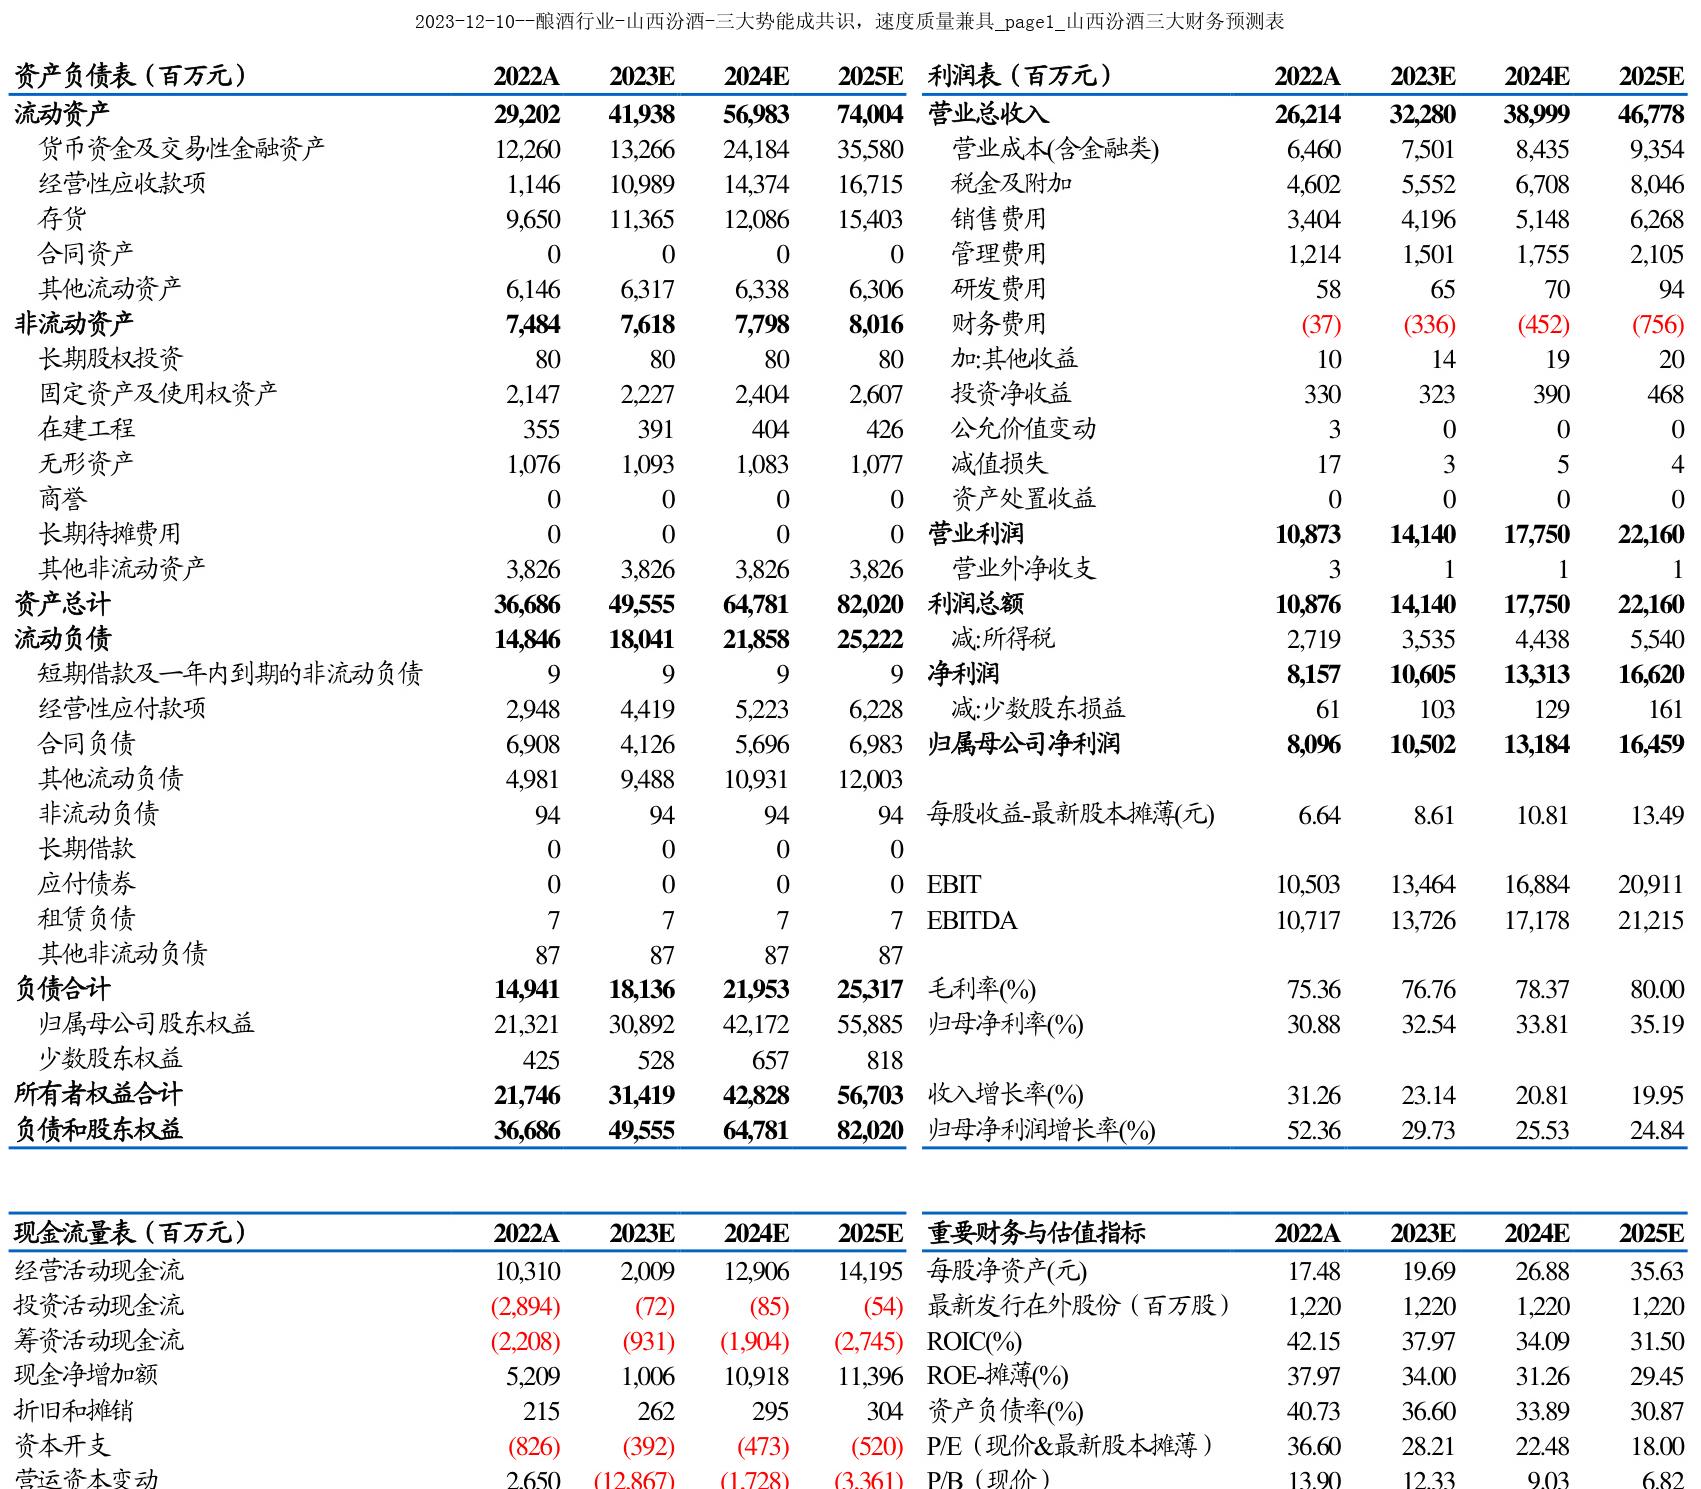 2023-12-10--酿酒行业-山西汾酒-三大势能成共识，速度质量兼具_page1_山西汾酒三大财务预测表
资产负债表（百万元） 2022A 2023E 2024E 2025E
流动资产 29,202 41,938 56,983 74,004
货币资金及交易性金融资产 12,260 13,266 24,184 35,580
经营性应收款项 1,146 10,989 14,374 16,715
存货 9,650 11,365 12,086 15,403
合同资产 0 0 0 0
其他流动资产 6,146 6,317 6,338 6,306
非流动资产 7,484 7,618 7,798 8,016
长期股权投资 80 80 80 80
固定资产及使用权资产 2,147 2,227 2,404 2,607
在建工程 355 391 404 426
无形资产 1,076 1,093 1,083 1,077
商誉 0 0 0 0
长期待摊费用 0 0 0 0
其他非流动资产 3,826 3,826 3,826 3,826
资产总计 36,686 49,555 64,781 82,020
流动负债 14,846 18,041 21,858 25,222
短期借款及一年内到期的非流动负债 9 9 9 9
经营性应付款项 2,948 4,419 5,223 6,228
合同负债 6,908 4,126 5,696 6,983
其他流动负债 4,981 9,488 10,931 12,003
非流动负债 94 94 94 94
长期借款 0 0 0 0
应付债券 0 0 0 0
租赁负债 7 7 7 7
其他非流动负债 87 87 87 87
负债合计 14,941 18,136 21,953 25,317
归属母公司股东权益 21,321 30,892 42,172 55,885
少数股东权益 425 528 657 818
所有者权益合计 21,746 31,419 42,828 56,703
负债和股东权益 36,686 49,555 64,781 82,020
利润表（百万元） 2022A 2023E 2024E 2025E
营业总收入 26,214 32,280 38,999 46,778
营业成本(含金融类) 6,460 7,501 8,435 9,354
税金及附加 4,602 5,552 6,708 8,046
销售费用 3,404 4,196 5,148 6,268
管理费用 1,214 1,501 1,755 2,105
研发费用 58 65 70 94
财务费用 (37) (336) (452) (756)
加:其他收益 10 14 19 20
投资净收益 330 323 390 468
公允价值变动 3 0 0 0
减值损失 17 3 5 4
资产处置收益 0 0 0 0
营业利润 10,873 14,140 17,750 22,160
营业外净收支 3 1 1 1
利润总额 10,876 14,140 17,750 22,160
减:所得税 2,719 3,535 4,438 5,540
净利润 8,157 10,605 13,313 16,620
减:少数股东损益 61 103 129 161
归属母公司净利润 8,096 10,502 13,184 16,459
每股收益-最新股本摊薄(元) 6.64 8.61 10.81 13.49
EBIT 10,503 13,464 16,884 20,911
EBITDA 10,717 13,726 17,178 21,215
毛利率(%) 75.36 76.76 78.37 80.00
归母净利率(%) 30.88 32.54 33.81 35.19
收入增长率(%) 31.26 23.14 20.81 19.95
归母净利润增长率(%) 52.36 29.73 25.53 24.84
现金流量表（百万元） 2022A 2023E 2024E 2025E
经营活动现金流 10,310 2,009 12,906 14,195
投资活动现金流 (2,894) (72) (85) (54)
筹资活动现金流 (2,208) (931) (1,904) (2,745)
现金净增加额 5,209 1,006 10,918 11,396
折旧和摊销 215 262 295 304
资本开支 (826) (392) (473) (520)
营运资本变动 2,650 (12,867) (1,728) (3,361)
重要财务与估值指标 2022A 2023E 2024E 2025E
每股净资产(元) 17.48 19.69 26.88 35.63
最新发行在外股份（百万股） 1,220 1,220 1,220 1,220
ROIC(%) 42.15 37.97 34.09 31.50
ROE-摊薄(%) 37.97 34.00 31.26 29.45
资产负债率(%) 40.73 36.60 33.89 30.87
P/E（现价&最新股本摊薄） 36.60 28.21 22.48 18.00
P/B（现价） 13.90 12.33 9.03 6.82